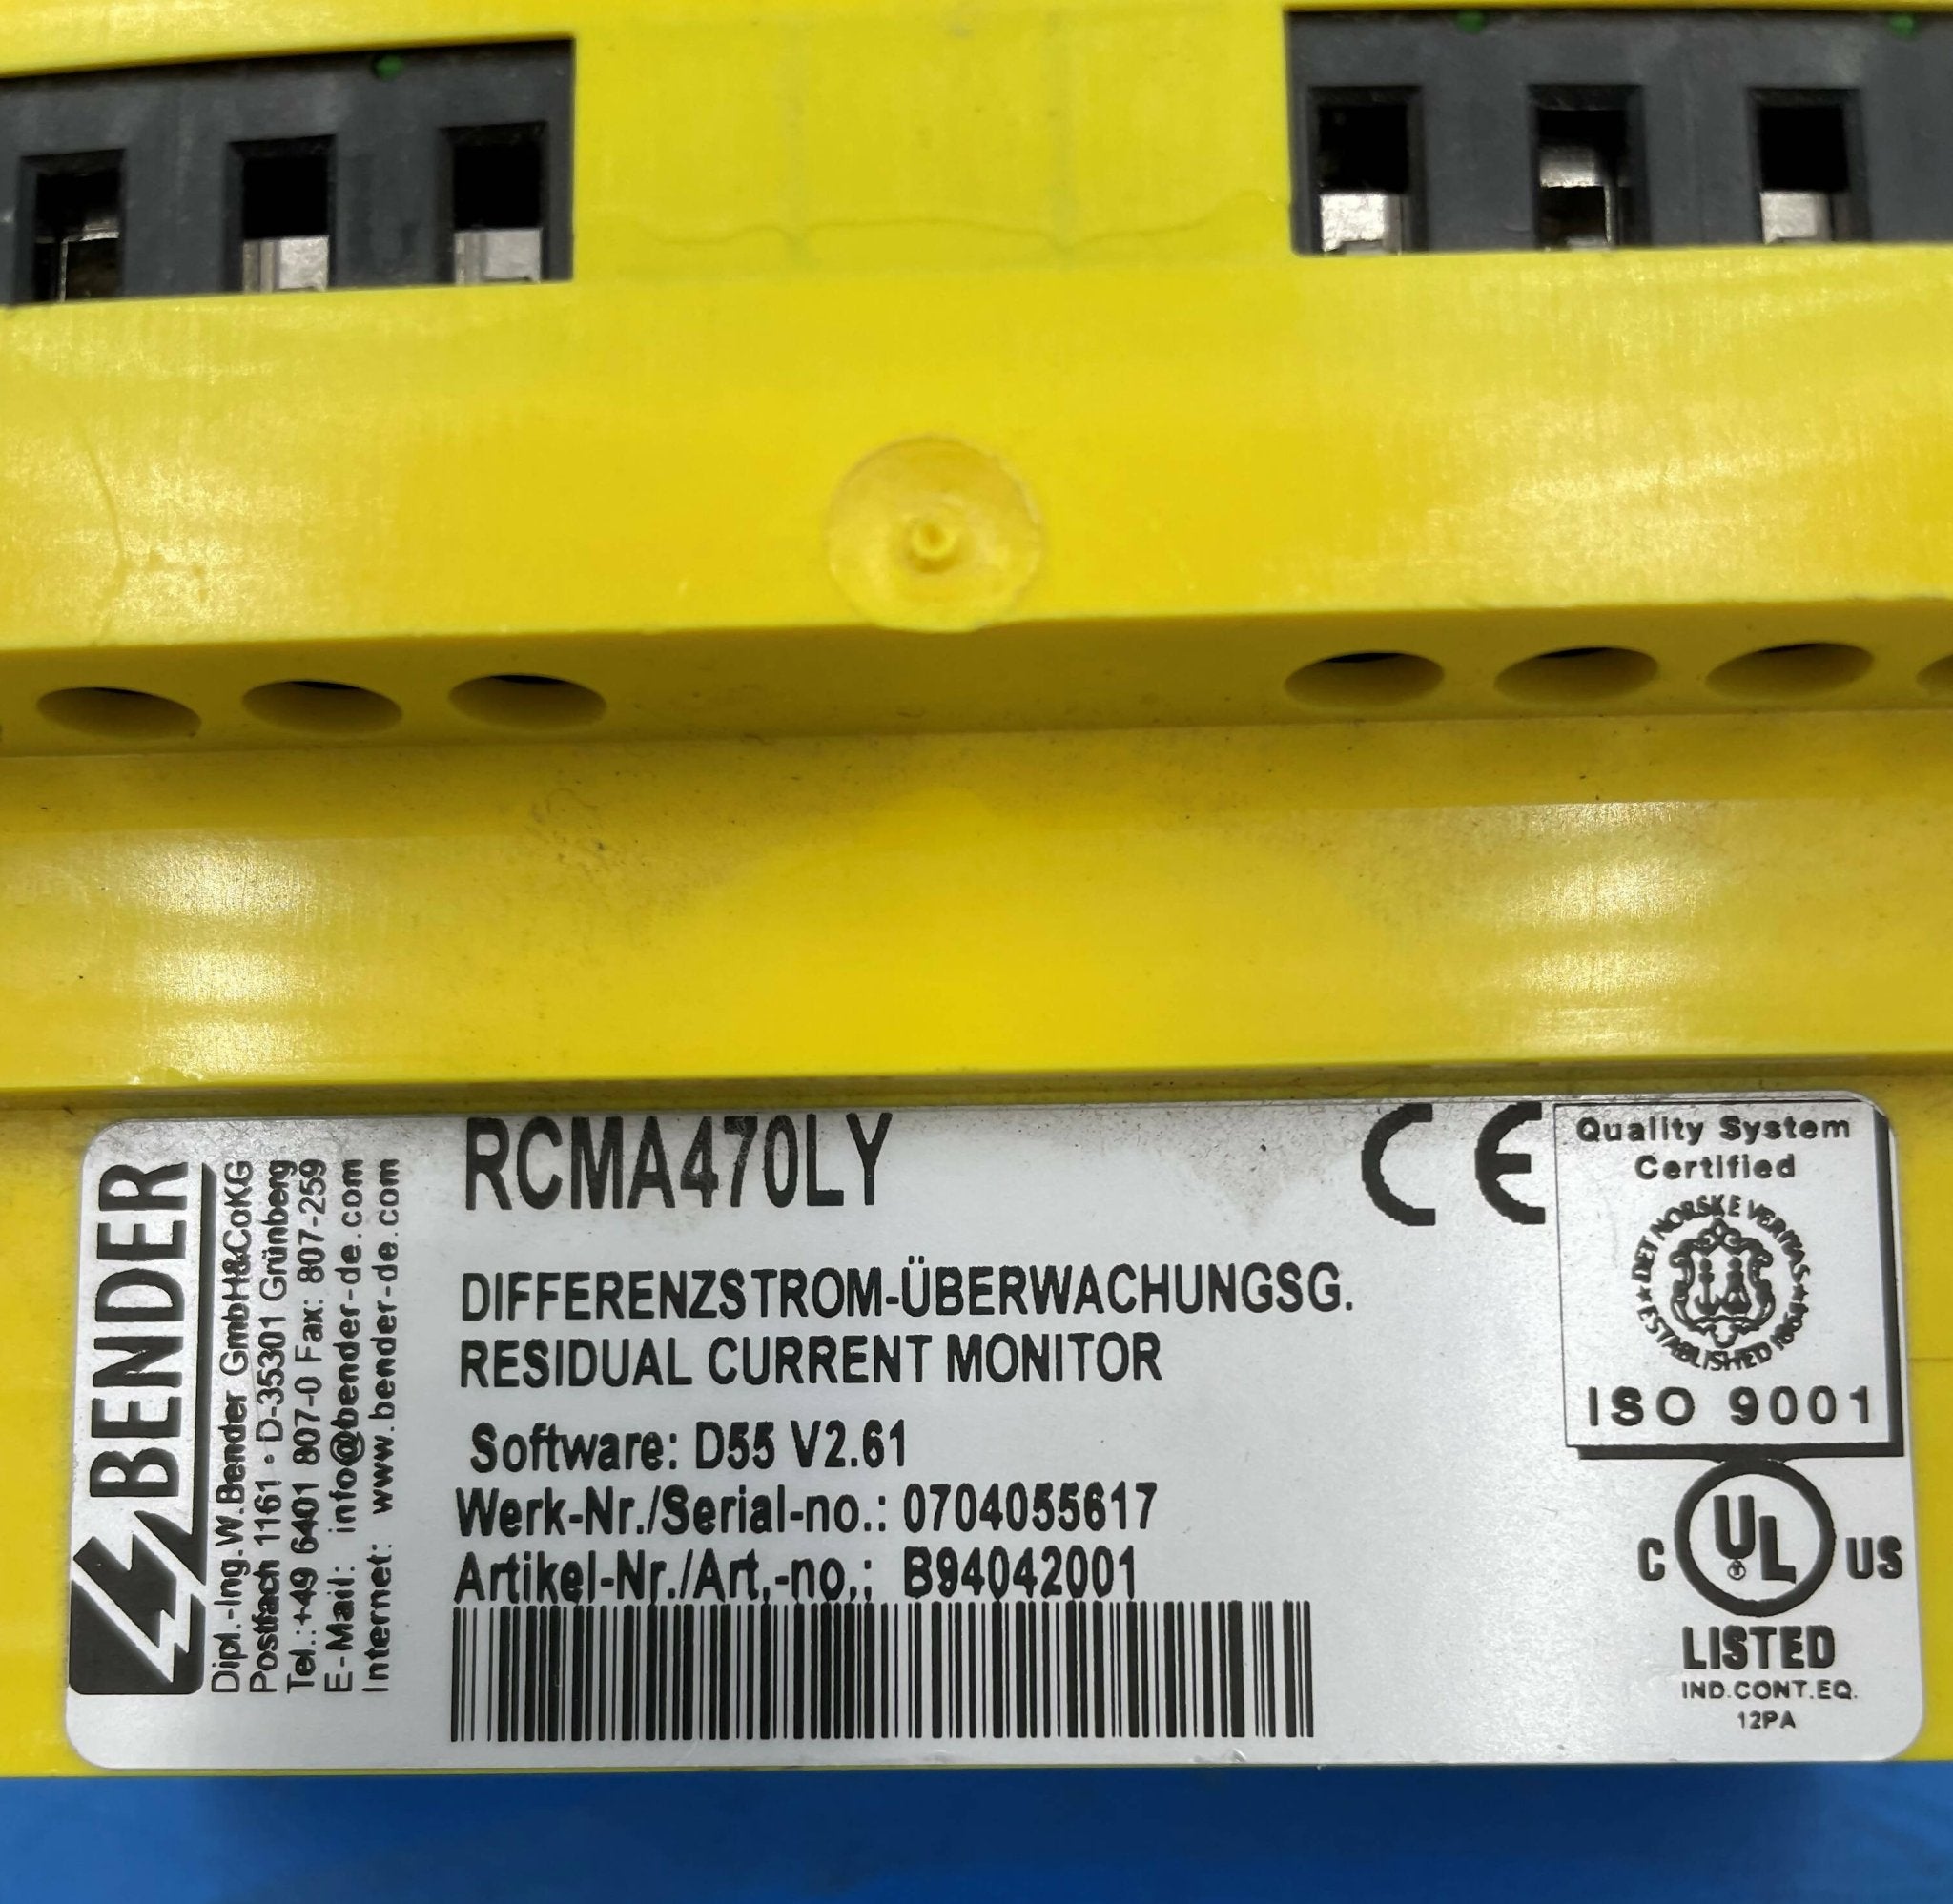 BENDER
Dipl.-Ing.W.Bender GmbH&CoKG
Postfach 1161 • D-35301 Grünberg
Tel.:+49 6401 807-0 Fax: 807-259
E-Mail: info@bender-de.com
Internet: www.bender-de.com
RCMA470LY
DIFFERENZSTROM-ÜBERWACHUNGSG.
RESIDUAL CURRENT MONITOR
Software: D55 V2.61
Werk-Nr./Serial-no.: 0704055617
Artikel-Nr./Art.-no.: B94042001
CE
Quality System
Certified
★DET NORSKE VERITAS★
ESTABLISHED 1864
ISO 9001
C UL ® US
LISTED
IND.CONT.EQ.
12PA